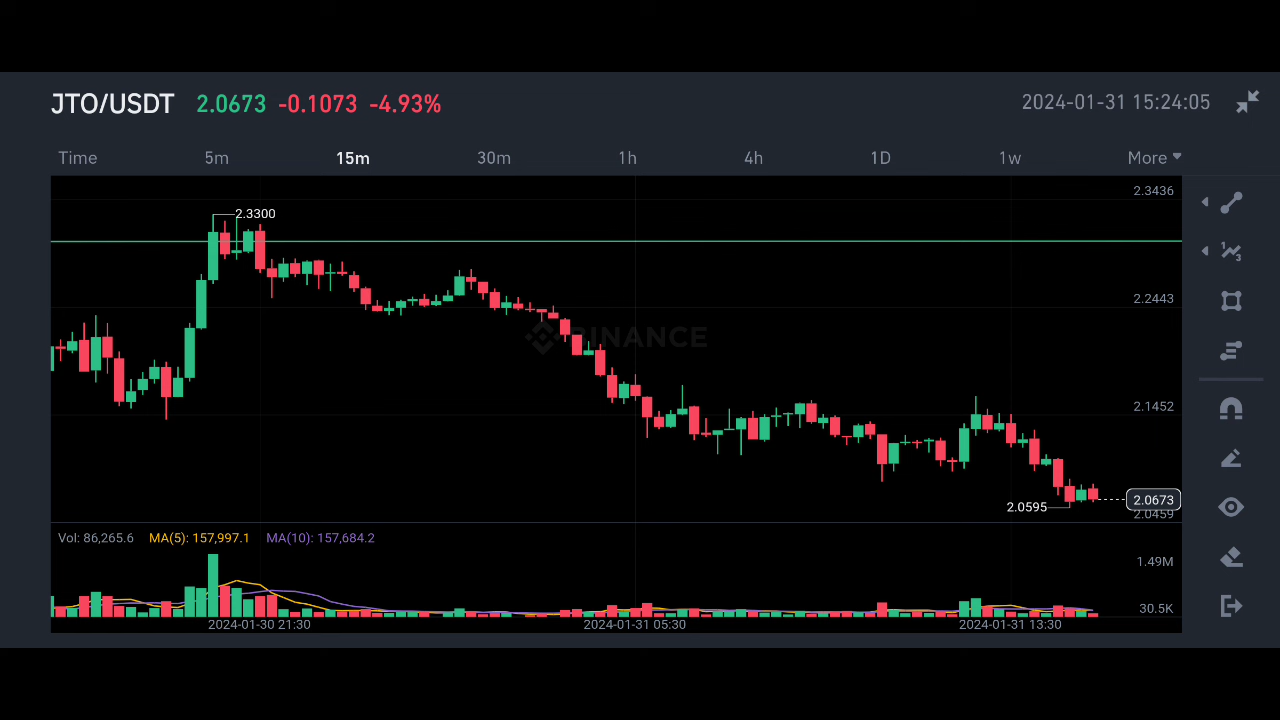 JTO/USDT 2.0673 -0.1073 -4.93% 2024-01-31 15:24:05
Time 5m 15m 30m 1h 4h 1D 1w More
2.3436
2.3300
2.2443
BINANCE
2.1452
2.0673
2.0595
2.0459
Vol: 86,265.6 MA(5): 157,997.1 MA(10): 157,684.2
1.49M
30.5K
2024-01-30 21:30 2024-01-31 05:30 2024-01-31 13:30